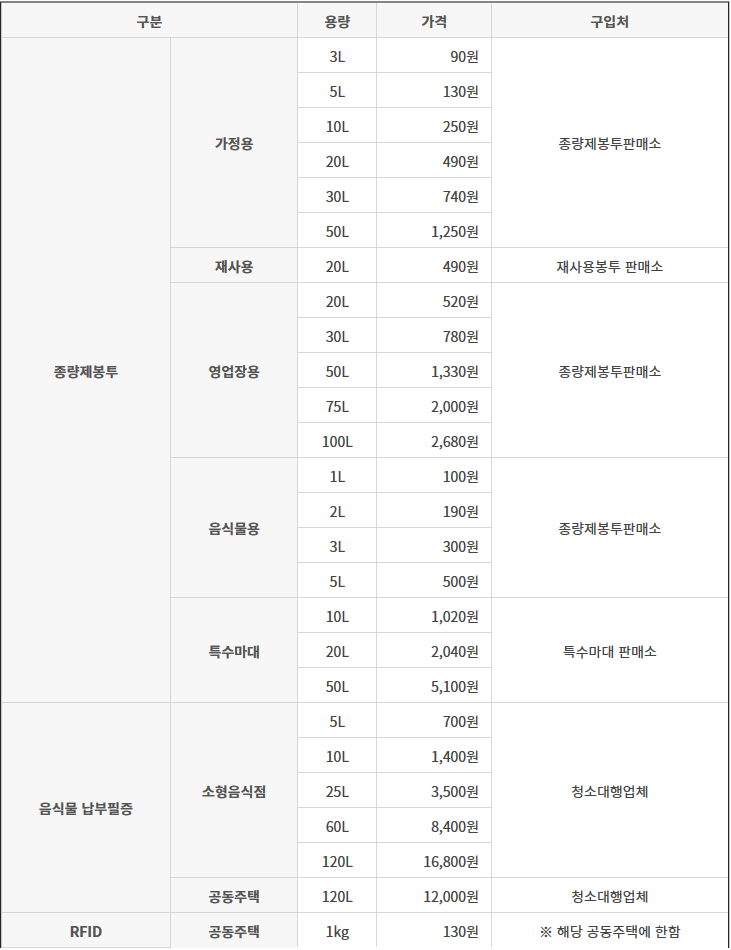 구분 용량 가격 구입처
종량제봉투 가정용 3L 90원 종량제봉투판매소
5L 130원
10L 250원
20L 490원
30L 740원
50L 1,250원
재사용 20L 490원 재사용봉투 판매소
영업장용 20L 520원 종량제봉투판매소
30L 780원
50L 1,330원
75L 2,000원
100L 2,680원
음식물용 1L 100원 종량제봉투판매소
2L 190원
3L 300원
5L 500원
특수마대 10L 1,020원 특수마대 판매소
20L 2,040원
50L 5,100원
음식물 납부필증 소형음식점 5L 700원 청소대행업체
10L 1,400원
25L 3,500원
60L 8,400원
120L 16,800원
공동주택 120L 12,000원 청소대행업체
RFID 공동주택 1kg 130원 ※ 해당 공동주택에 한함